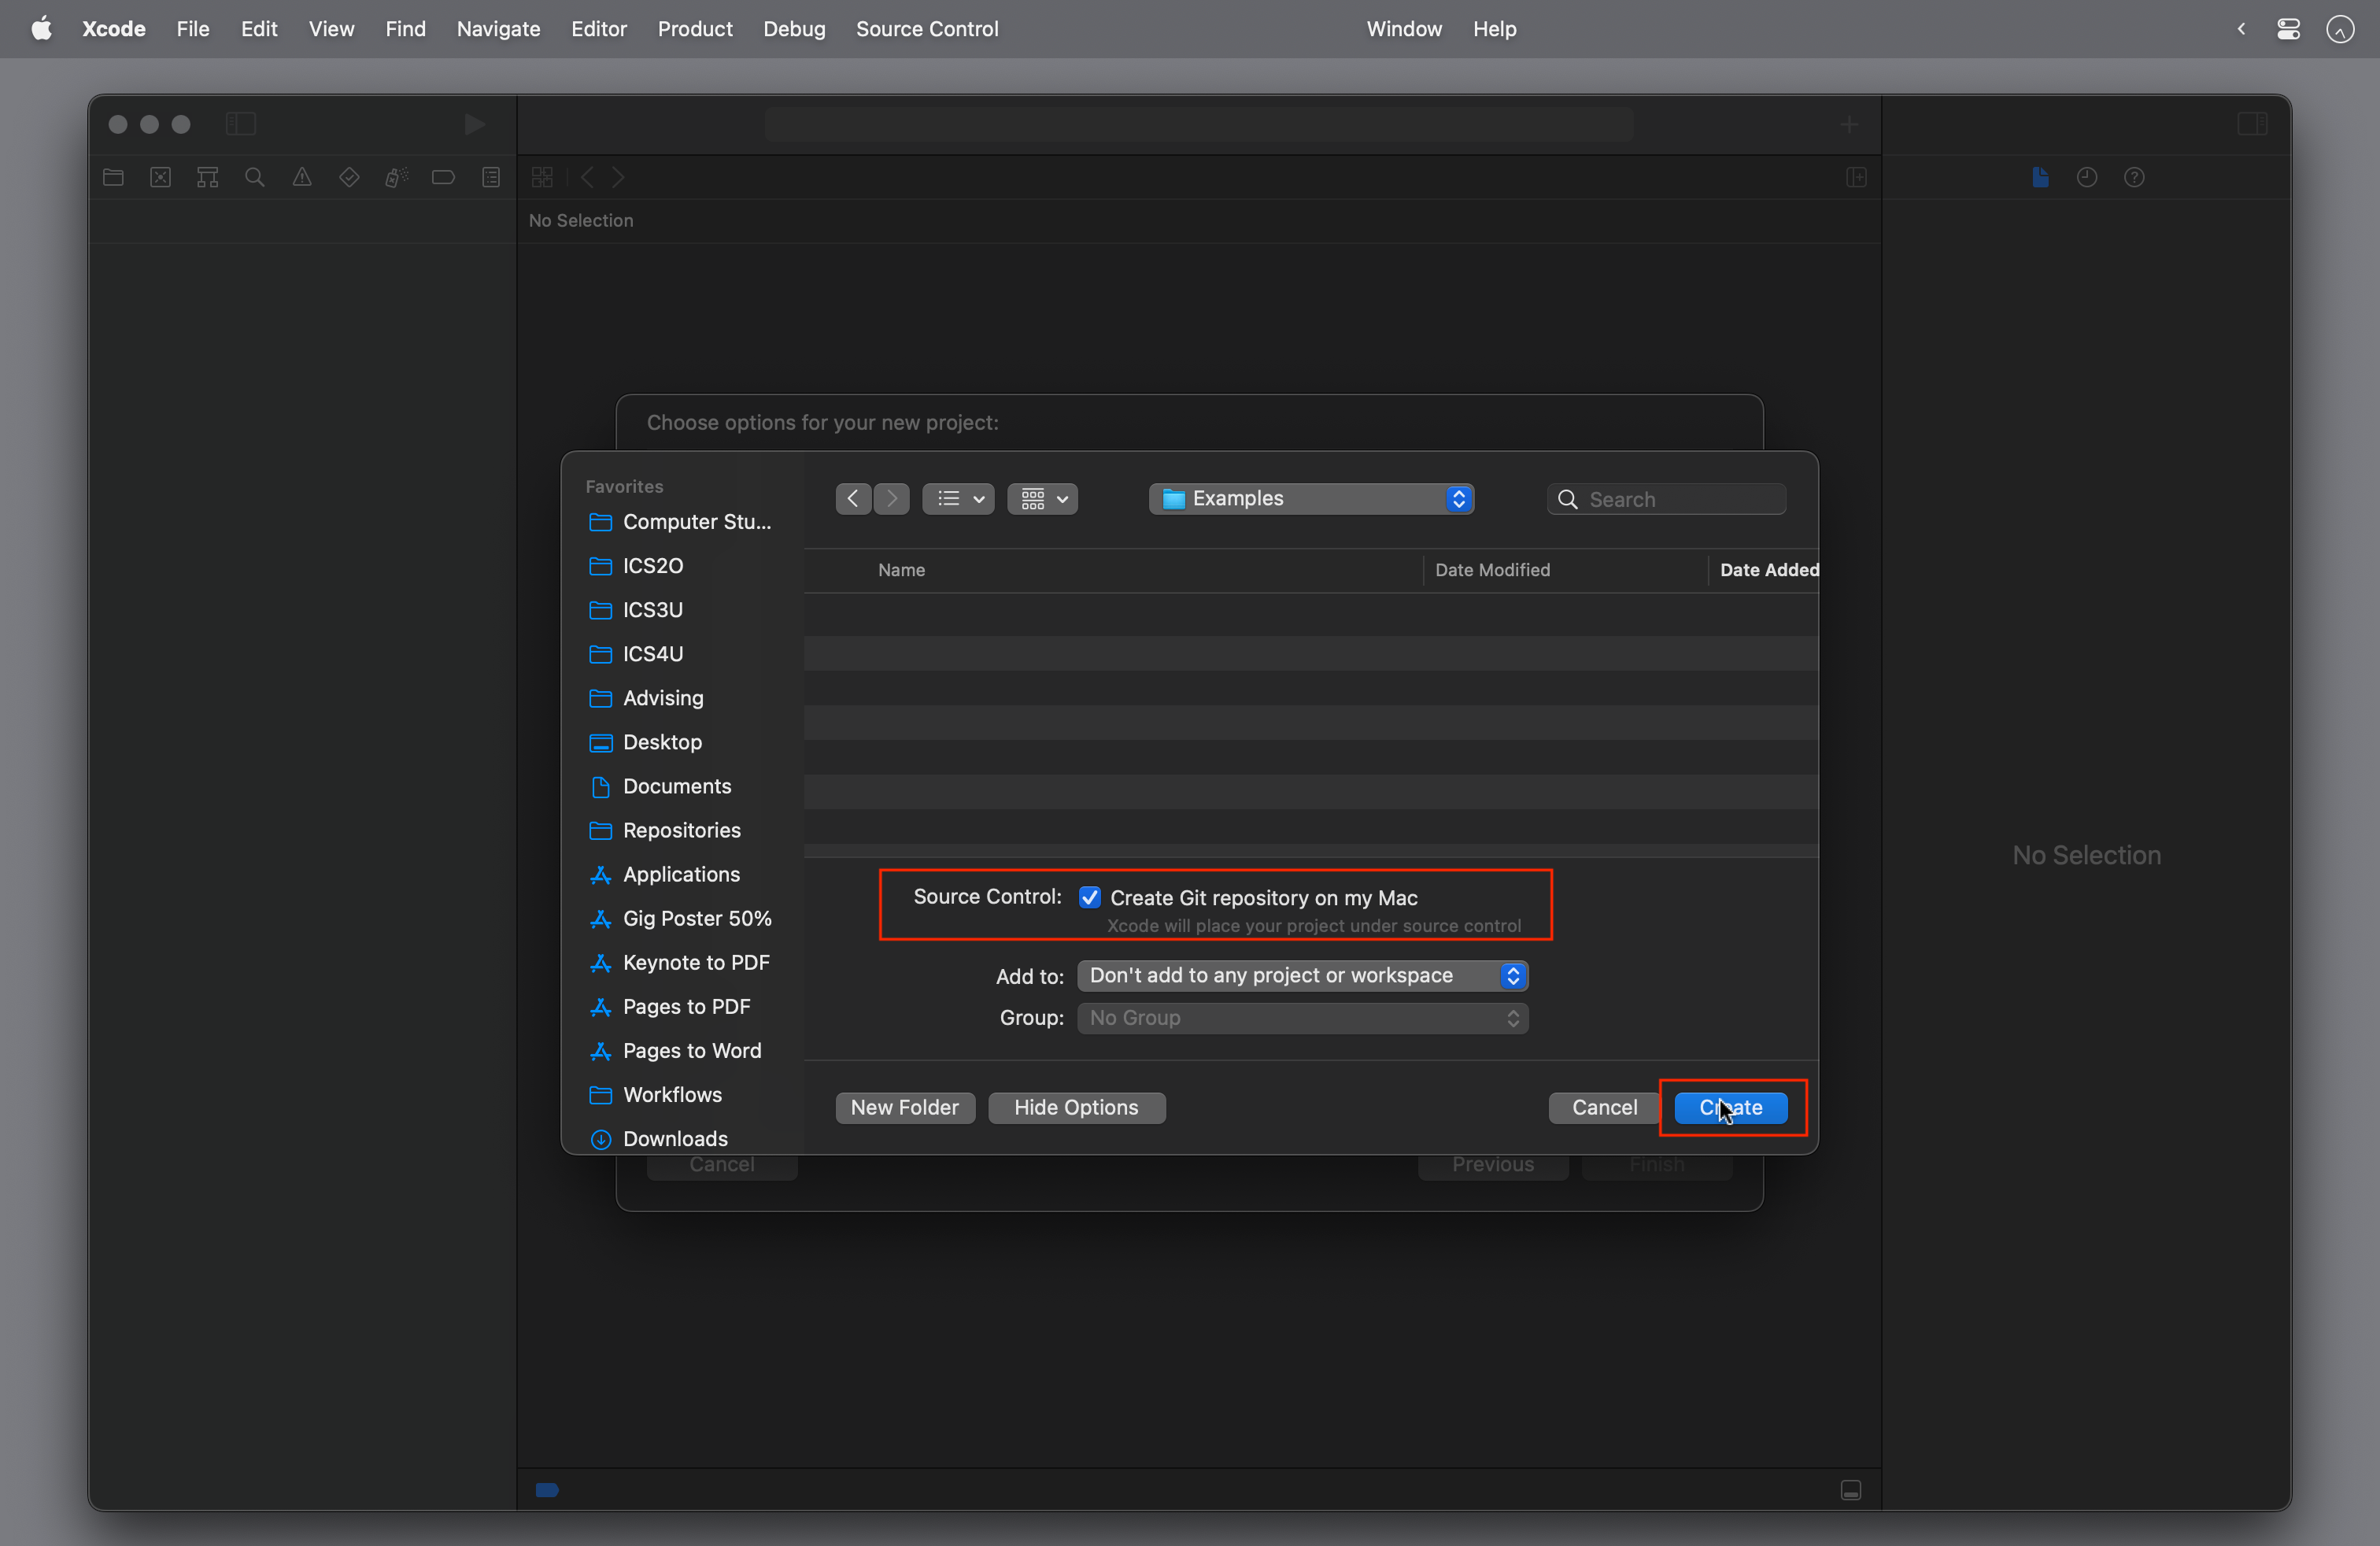 Xcode File Edit View Find Navigate Editor Product Debug Source Control Window Help
No Selection
Choose options for your new project:
Favorites
Computer Stu...
ICS2O
ICS3U
ICS4U
Advising
Desktop
Documents
Repositories
Applications
Gig Poster 50%
Keynote to PDF
Pages to PDF
Pages to Word
Workflows
Downloads
Examples
Search
Name Date Modified Date Added
Source Control: Create Git repository on my Mac
Xcode will place your project under source control
Add to: Don't add to any project or workspace
Group: No Group
New Folder Hide Options Cancel Create
Cancel Previous Finish
No Selection